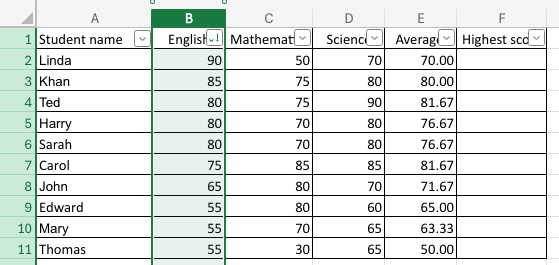 A B C D E F
1 Student name English Mathemat Science Average Highest sco
2 Linda 90 50 70 70.00
3 Khan 85 75 80 80.00
4 Ted 80 75 90 81.67
5 Harry 80 70 80 76.67
6 Sarah 80 70 80 76.67
7 Carol 75 85 85 81.67
8 John 65 80 70 71.67
9 Edward 55 80 60 65.00
10 Mary 55 70 65 63.33
11 Thomas 55 30 65 50.00